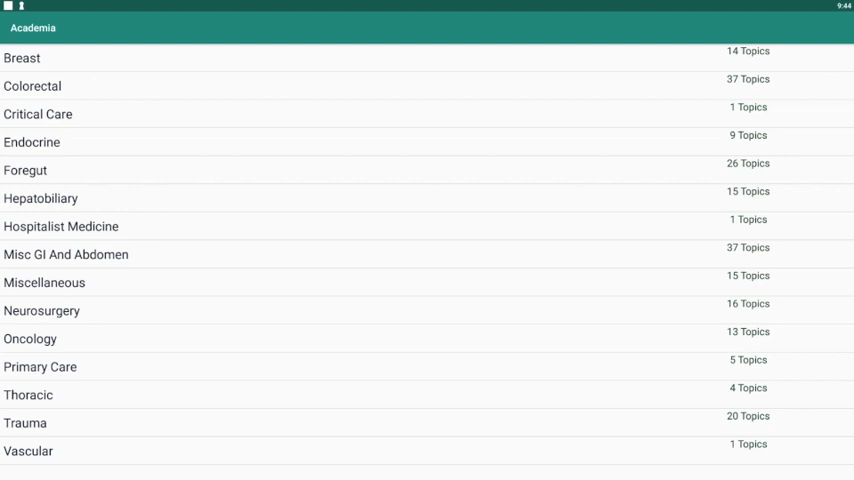 9:44
Academia
Breast 14 Topics
Colorectal 37 Topics
Critical Care 1 Topics
Endocrine 9 Topics
Foregut 26 Topics
Hepatobiliary 15 Topics
Hospitalist Medicine 1 Topics
Misc GI And Abdomen 37 Topics
Miscellaneous 15 Topics
Neurosurgery 16 Topics
Oncology 13 Topics
Primary Care 5 Topics
Thoracic 4 Topics
Trauma 20 Topics
Vascular 1 Topics